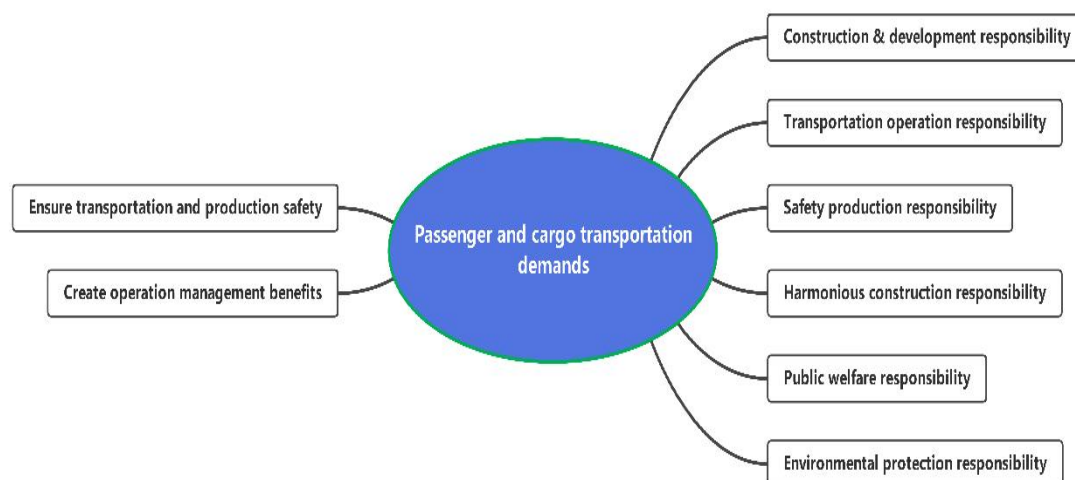 Construction & development responsibility
Transportation operation responsibility
Ensure transportation and production safety
Safety production responsibility
Passenger and cargo transportation
demands
Create operation management benefits
Harmonious construction responsibility
Public welfare responsibility
Environmental protection responsibility